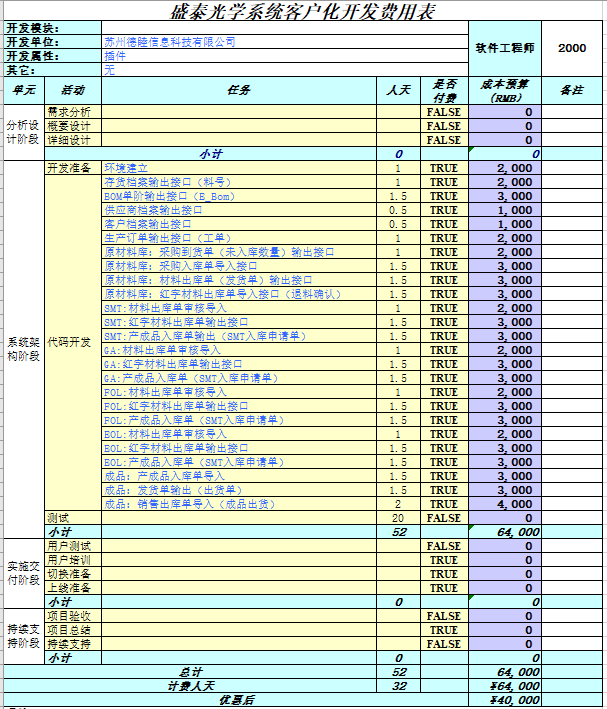 盛泰光学系统客户化开发费用表
开发模块：
开发单位： 苏州德睦信息科技有限公司
开发属性： 插件
其它： 无
软件工程师 2000
单元 活动 任务 人天 是否付费 成本预算（RMB） 备注
分析设计阶段 需求分析 FALSE 0
概要设计 FALSE 0
详细设计 FALSE 0
小计 0 0
系统架构阶段 开发准备 环境建立 1 TRUE 2,000
代码开发 存货档案输出接口（料号） 1 TRUE 2,000
BOM单阶输出接口（E_Bom） 1.5 TRUE 3,000
供应商档案输出接口 0.5 TRUE 1,000
客户档案输出接口 0.5 TRUE 1,000
生产订单输出接口（工单） 1 TRUE 2,000
原材料库：采购到货单（未入库数量）输出接口 1 TRUE 2,000
原材料库：采购入库单导入接口 1.5 TRUE 3,000
原材料库：材料出库单（发货单）输出接口 1.5 TRUE 3,000
原材料库：红字材料出库单导入接口（退料确认） 1.5 TRUE 3,000
SMT:材料出库单审核导入 1 TRUE 2,000
SMT:红字材料出库单输出接口 1.5 TRUE 3,000
SMT:产成品入库单输出（SMT入库申请单） 1.5 TRUE 3,000
GA:材料出库单审核导入 1 TRUE 2,000
GA:红字材料出库单输出接口 1.5 TRUE 3,000
GA:产成品入库单（SMT入库申请单） 1.5 TRUE 3,000
FOL:材料出库单审核导入 1 TRUE 2,000
FOL:红字材料出库单输出接口 1.5 TRUE 3,000
FOL:产成品入库单（SMT入库申请单） 1.5 TRUE 3,000
EOL:材料出库单审核导入 1 TRUE 2,000
EOL:红字材料出库单输出接口 1.5 TRUE 3,000
EOL:产成品入库单（SMT入库申请单） 1.5 TRUE 3,000
成品：产成品入库单导入 1.5 TRUE 3,000
成品：发货单输出（出货单） 1.5 TRUE 3,000
成品：销售出库单导入（成品出货） 2 TRUE 4,000
测试 20 FALSE 0
小计 52 64,000
实施交付阶段 用户测试 FALSE 0
用户培训 TRUE 0
切换准备 TRUE 0
上线准备 TRUE 0
小计 0 0
持续支持阶段 项目验收 FALSE 0
项目总结 TRUE 0
持续支持 FALSE 0
小计 0 0
总计 52 64,000
计费人天 32 ¥64,000
优惠后 ¥40,000